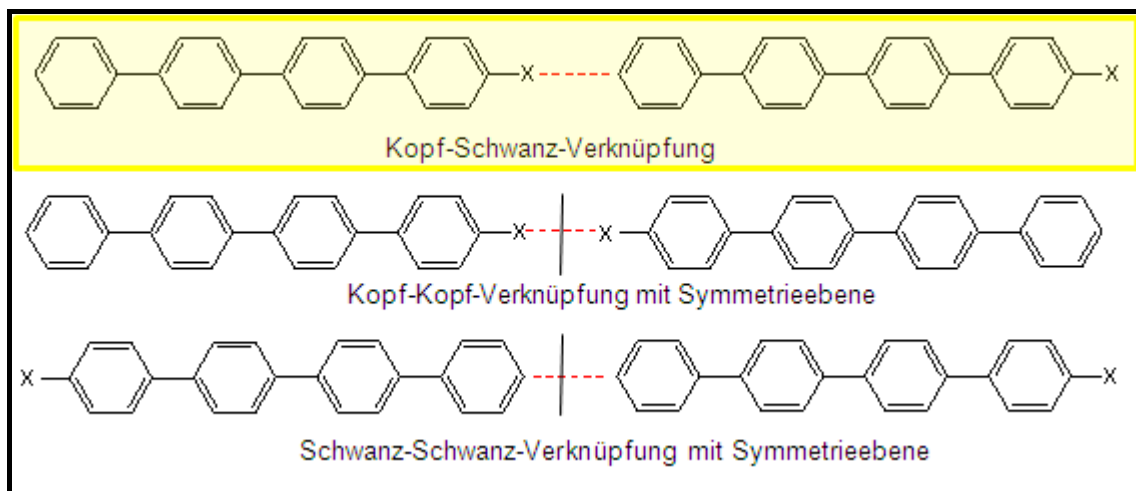 X X
Kopf-Schwanz-Verknüpfung
X X
Kopf-Kopf-Verknüpfung mit Symmetrieebene
X X
Schwanz-Schwanz-Verknüpfung mit Symmetrieebene